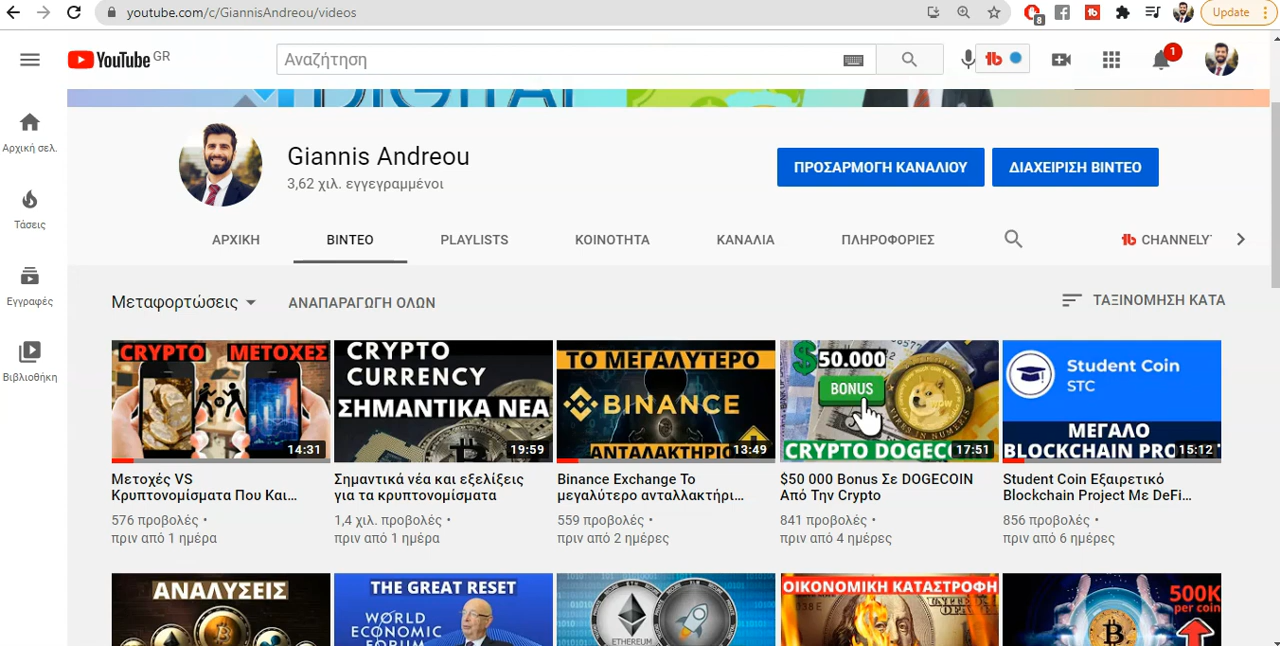 youtube.com/c/GiannisAndreou/videos
8
Update
YouTube GR
Αναζήτηση
1
Αρχική σελ.
Τάσεις
Εγγραφές
Βιβλιοθήκη
Giannis Andreou
3,62 χιλ. εγγεγραμμένοι
ΠΡΟΣΑΡΜΟΓΗ ΚΑΝΑΛΙΟΥ
ΔΙΑΧΕΙΡΙΣΗ ΒΙΝΤΕΟ
ΑΡΧΙΚΗ
ΒΙΝΤΕΟ
PLAYLISTS
ΚΟΙΝΟΤΗΤΑ
ΚΑΝΑΛΙΑ
ΠΛΗΡΟΦΟΡΙΕΣ
CHANNELY
Μεταφορτώσεις
ΑΝΑΠΑΡΑΓΩΓΗ ΟΛΩΝ
ΤΑΞΙΝΟΜΗΣΗ ΚΑΤΑ
CRYPTO ΜΕΤΟΧΕΣ
14:31
Μετοχές VS
Κρυπτονομίσματα Που Και...
576 προβολές •
πριν από 1 ημέρα
CRYPTO
CURRENCY
ΣΗΜΑΝΤΙΚΑ ΝΕΑ
19:59
Σημαντικά νέα και εξελίξεις
για τα κρυπτονομίσματα
1,4 χιλ. προβολές •
πριν από 1 ημέρα
ΤΟ ΜΕΓΑΛΥΤΕΡΟ
BINANCE
ΑΝΤΑΛΑΚΤΗΡΙΟ
13:49
Binance Exchange Το
μεγαλύτερο ανταλλακτήρι...
559 προβολές •
πριν από 2 ημέρες
$50.000
BONUS
CRYPTO DOGEC
17:51
$50 000 Bonus Σε DOGECOIN
Από Την Crypto
841 προβολές •
πριν από 4 ημέρες
Student Coin
STC
ΜΕΓΑΛΟ
BLOCKCHAIN PRO
15:12
Student Coin Εξαιρετικό
Blockchain Project Με DeFi...
856 προβολές •
πριν από 6 ημέρες
ΑΝΑΛΥΣΕΙΣ
THE GREAT RESET
WORLD
ECONOMIC
FORUM
ETHEREUM
ΟΙΚΟΝΟΜΙΚΗ ΚΑΤΑΣΤΡΟΦΗ
500K
per coin